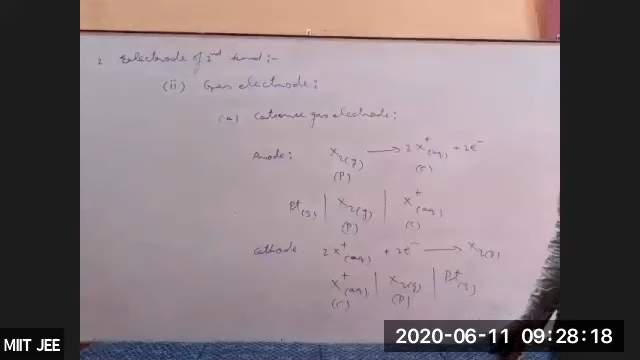 2 Electrode of 2nd kind :-
(ii) Gas electrode :
(a) Cationic gas electrode :
Anode : X2(g) ⟶ 2X+(aq) + 2e-
(P) (C)
Pt(s) | X2(g) | X+(aq)
(P) (C)
Cathode 2X+(aq) + 2e- ⟶ X2(g)
X+(aq) | X2(g) | Pt(s)
(C) (P)
MIIT JEE
2020-06-11 09:28:18